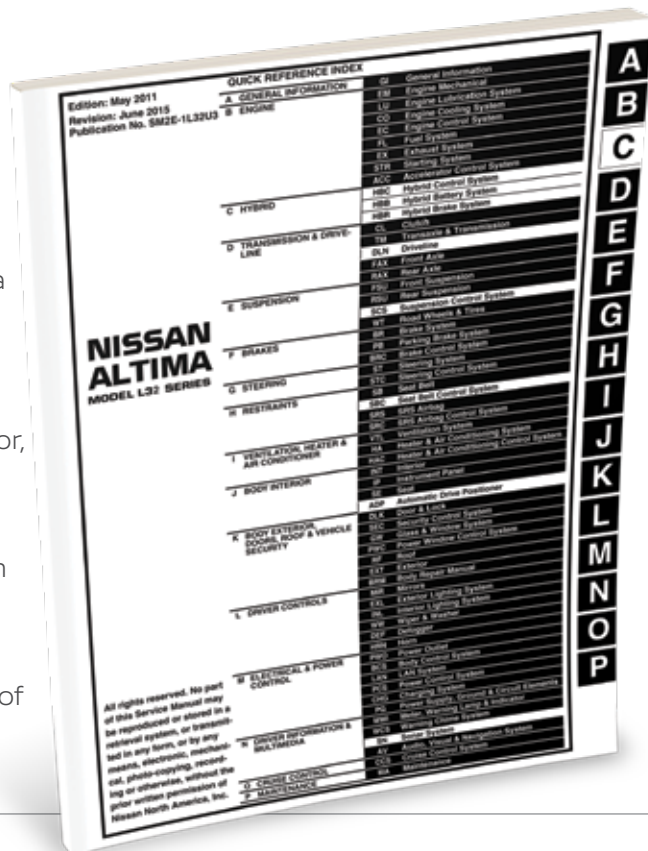 a
or,
n
of
Edition: May 2011
Revision: June 2015
Publication No. SM2E-1L32U3
NISSAN
ALTIMA
MODEL L32 SERIES
All rights reserved. No part
of this Service Manual may
be reproduced or stored in a
retrieval system, or transmit-
ted in any form, or by any
means, electronic, mechani-
cal, photo-copying, record-
ing or otherwise, without the
prior written permission of
Nissan North America, Inc.
QUICK REFERENCE INDEX
A GENERAL INFORMATION
GI General Information
B ENGINE
EM Engine Mechanical
LU Engine Lubrication System
CO Engine Cooling System
EC Engine Control System
FL Fuel System
EX Exhaust System
STR Starting System
ACC Accelerator Control System
C HYBRID
HBC Hybrid Control System
HBB Hybrid Battery System
HBR Hybrid Brake System
D TRANSMISSION & DRIVE-
LINE
CL Clutch
TM Transaxle & Transmission
DLN Driveline
FAX Front Axle
RAX Rear Axle
E SUSPENSION
FSU Front Suspension
RSU Rear Suspension
SCS Suspension Control System
WT Road Wheels & Tires
F BRAKES
BR Brake System
PB Parking Brake System
BRC Brake Control System
G STEERING
ST Steering System
STC Steering Control System
H RESTRAINTS
SB Seat Belt
SBC Seat Belt Control System
SRS SRS Airbag
SRC SRS Airbag Control System
I VENTILATION, HEATER &
AIR CONDITIONER
VTL Ventilation System
HA Heater & Air Conditioning System
HAC Heater & Air Conditioning Control System
J BODY INTERIOR
INT Interior
IP Instrument Panel
SE Seat
ADP Automatic Drive Positioner
K BODY EXTERIOR,
DOORS, ROOF & VEHICLE
SECURITY
DLK Door & Lock
SEC Security Control System
GW Glass & Window System
PWC Power Window Control System
RF Roof
EXT Exterior
BRM Body Repair Manual
L DRIVER CONTROLS
MIR Mirrors
EXL Exterior Lighting System
INL Interior Lighting System
WW Wiper & Washer
DEF Defogger
HRN Horn
M ELECTRICAL & POWER
CONTROL
PWO Power Outlet
BCS Body Control System
LAN LAN System
PCS Power Control System
CHG Charging System
PG Power Supply, Ground & Circuit Elements
N DRIVER INFORMATION &
MULTIMEDIA
MWI Meter, Warning Lamp & Indicator
WCS Warning Chime System
SN Sonar System
AV Audio, Visual & Navigation System
O CRUISE CONTROL
CCS Cruise Control System
P MAINTENANCE
MA Maintenance
A
B
C
D
E
F
G
H
I
J
K
L
M
N
O
P